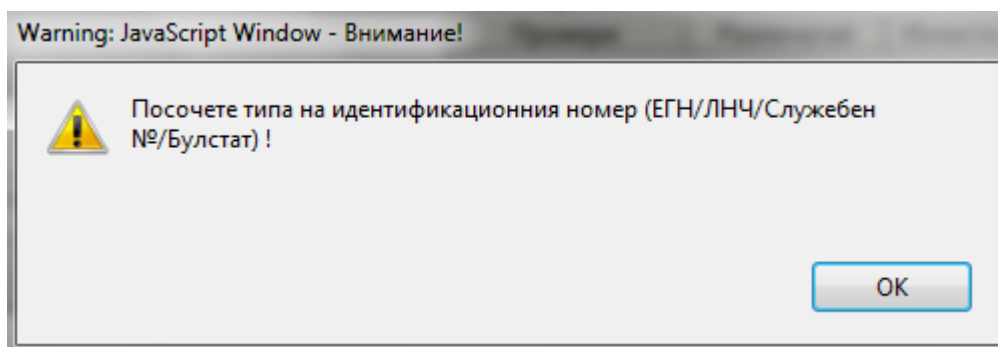 Warning: JavaScript Window - Внимание!
Посочете типа на идентификационния номер (ЕГН/ЛНЧ/Служебен
№/Булстат) !
OK